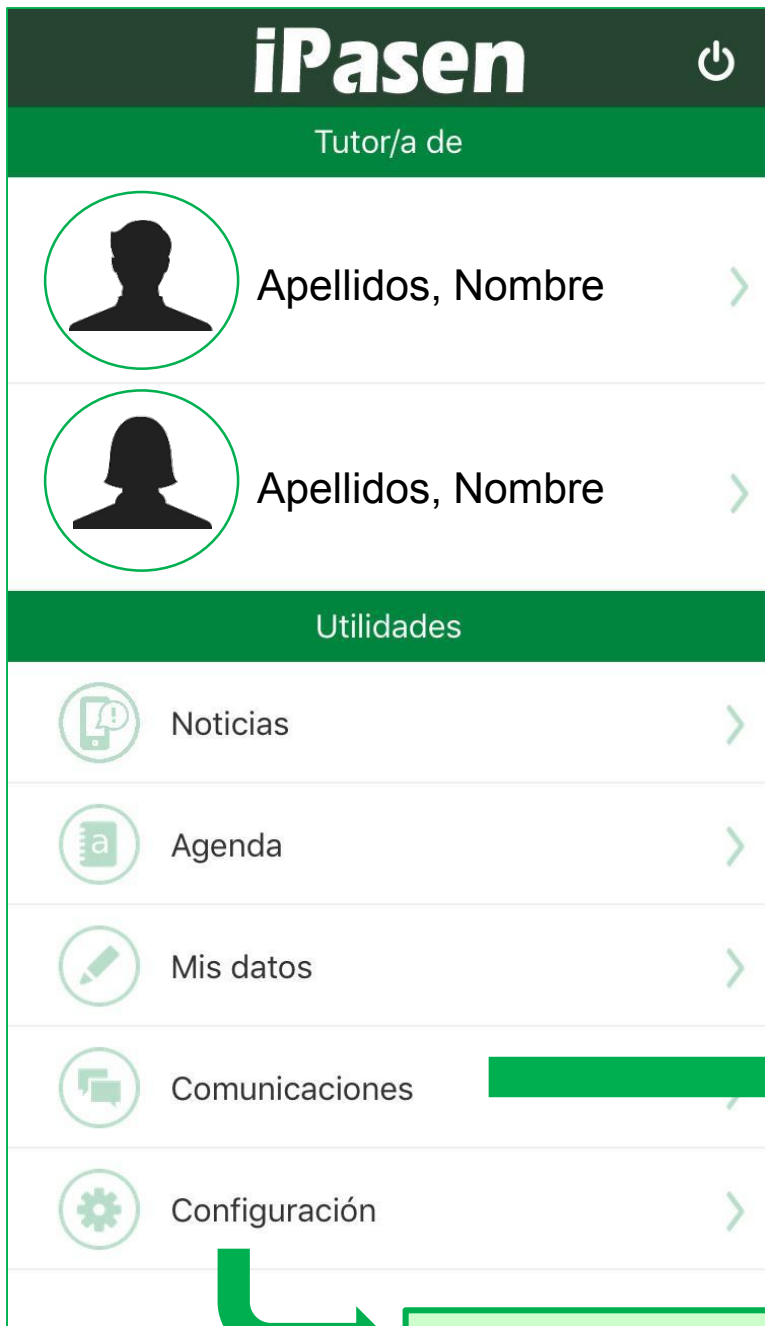 iPasen
Tutor/a de
Apellidos, Nombre
Apellidos, Nombre
Utilidades
Noticias
a
Agenda
Mis datos
Comunicaciones
Configuración